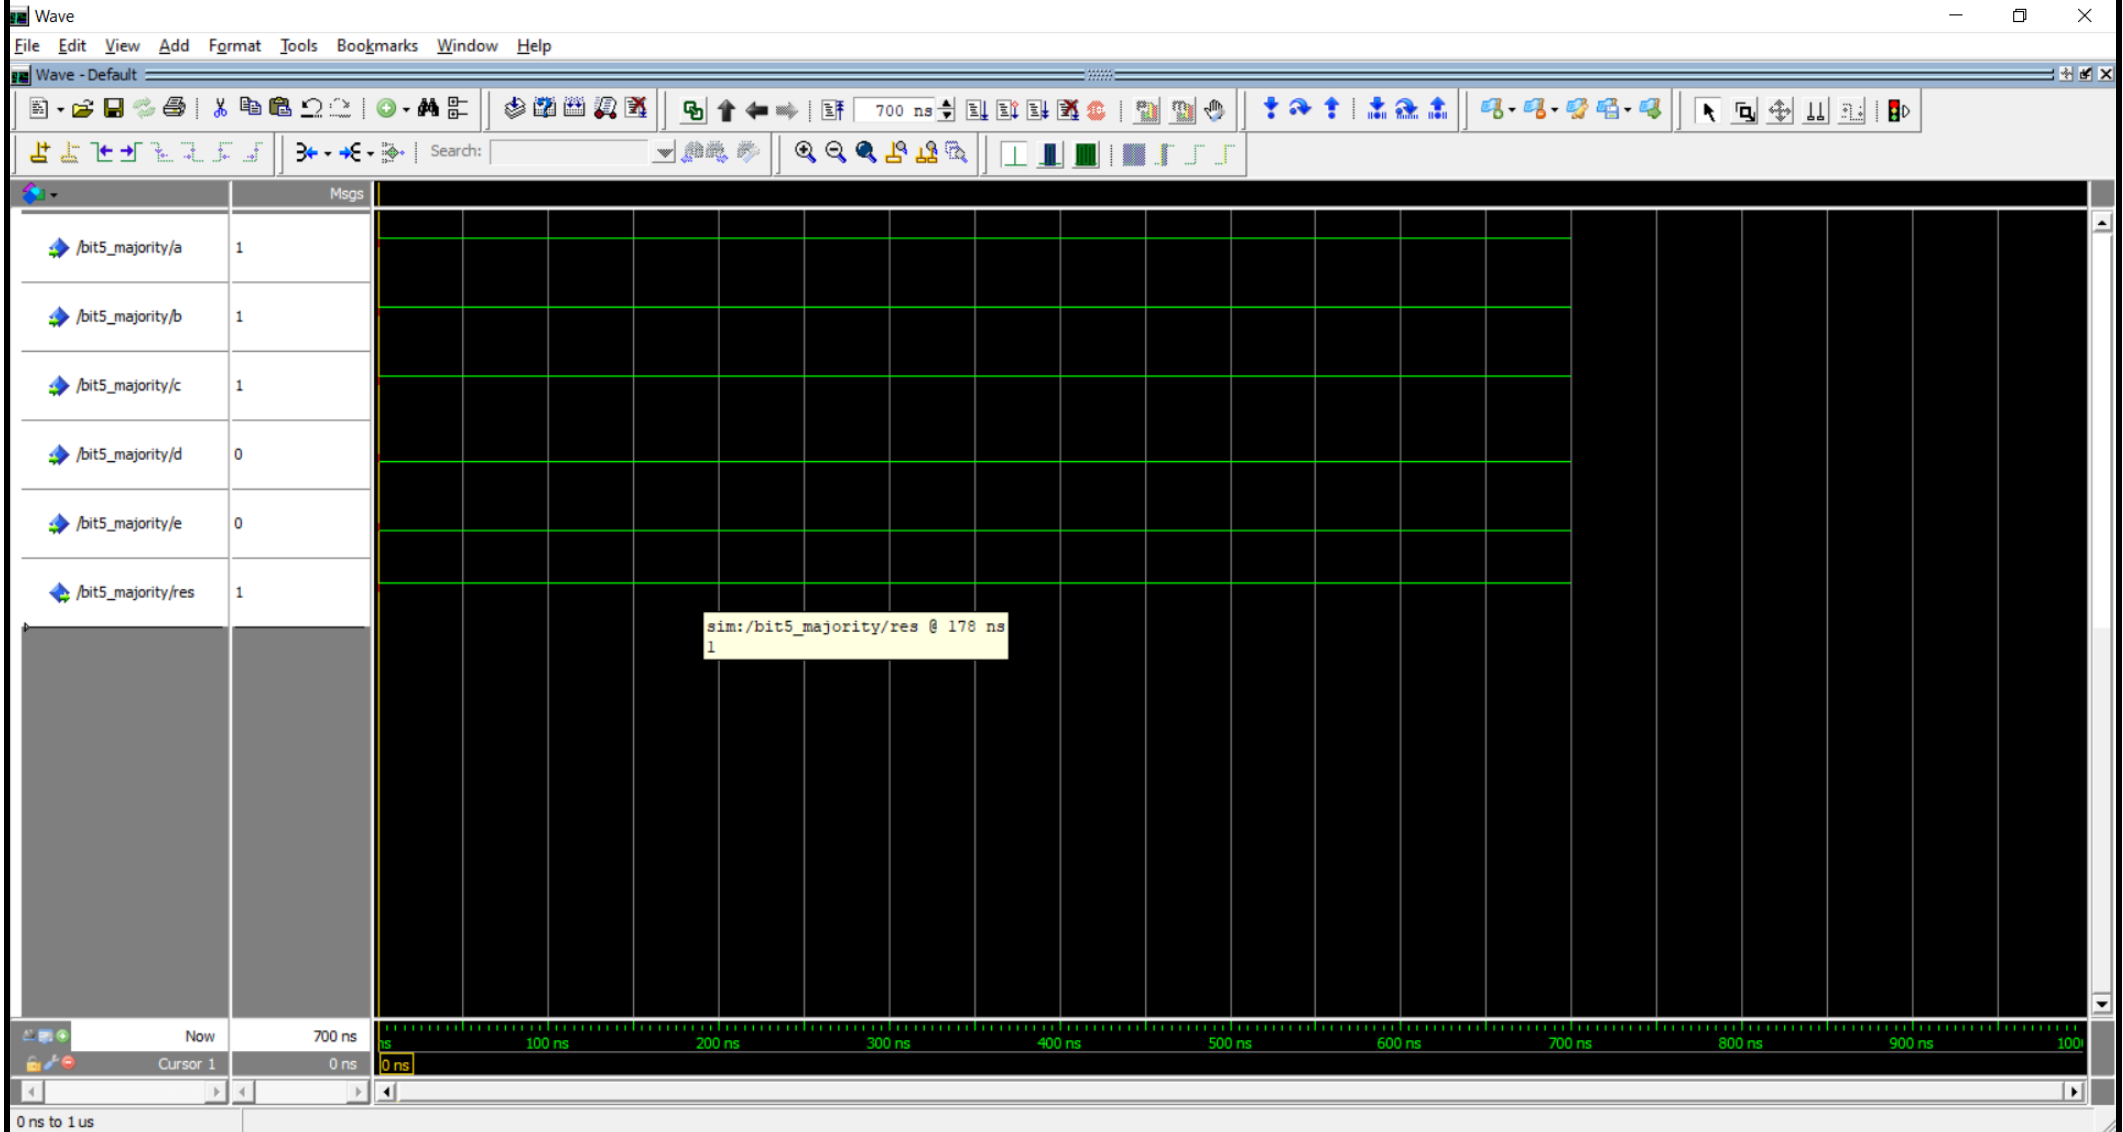 Wave
File Edit View Add Format Tools Bookmarks Window Help
Wave - Default
700 ns
Search:
Msgs
/bit5_majority/a 1
/bit5_majority/b 1
/bit5_majority/c 1
/bit5_majority/d 0
/bit5_majority/e 0
/bit5_majority/res 1
sim:/bit5_majority/res @ 178 ns
1
Now 700 ns
ns 100 ns 200 ns 300 ns 400 ns 500 ns 600 ns 700 ns 800 ns 900 ns 100
Cursor 1 0 ns 0 ns
0 ns to 1 us